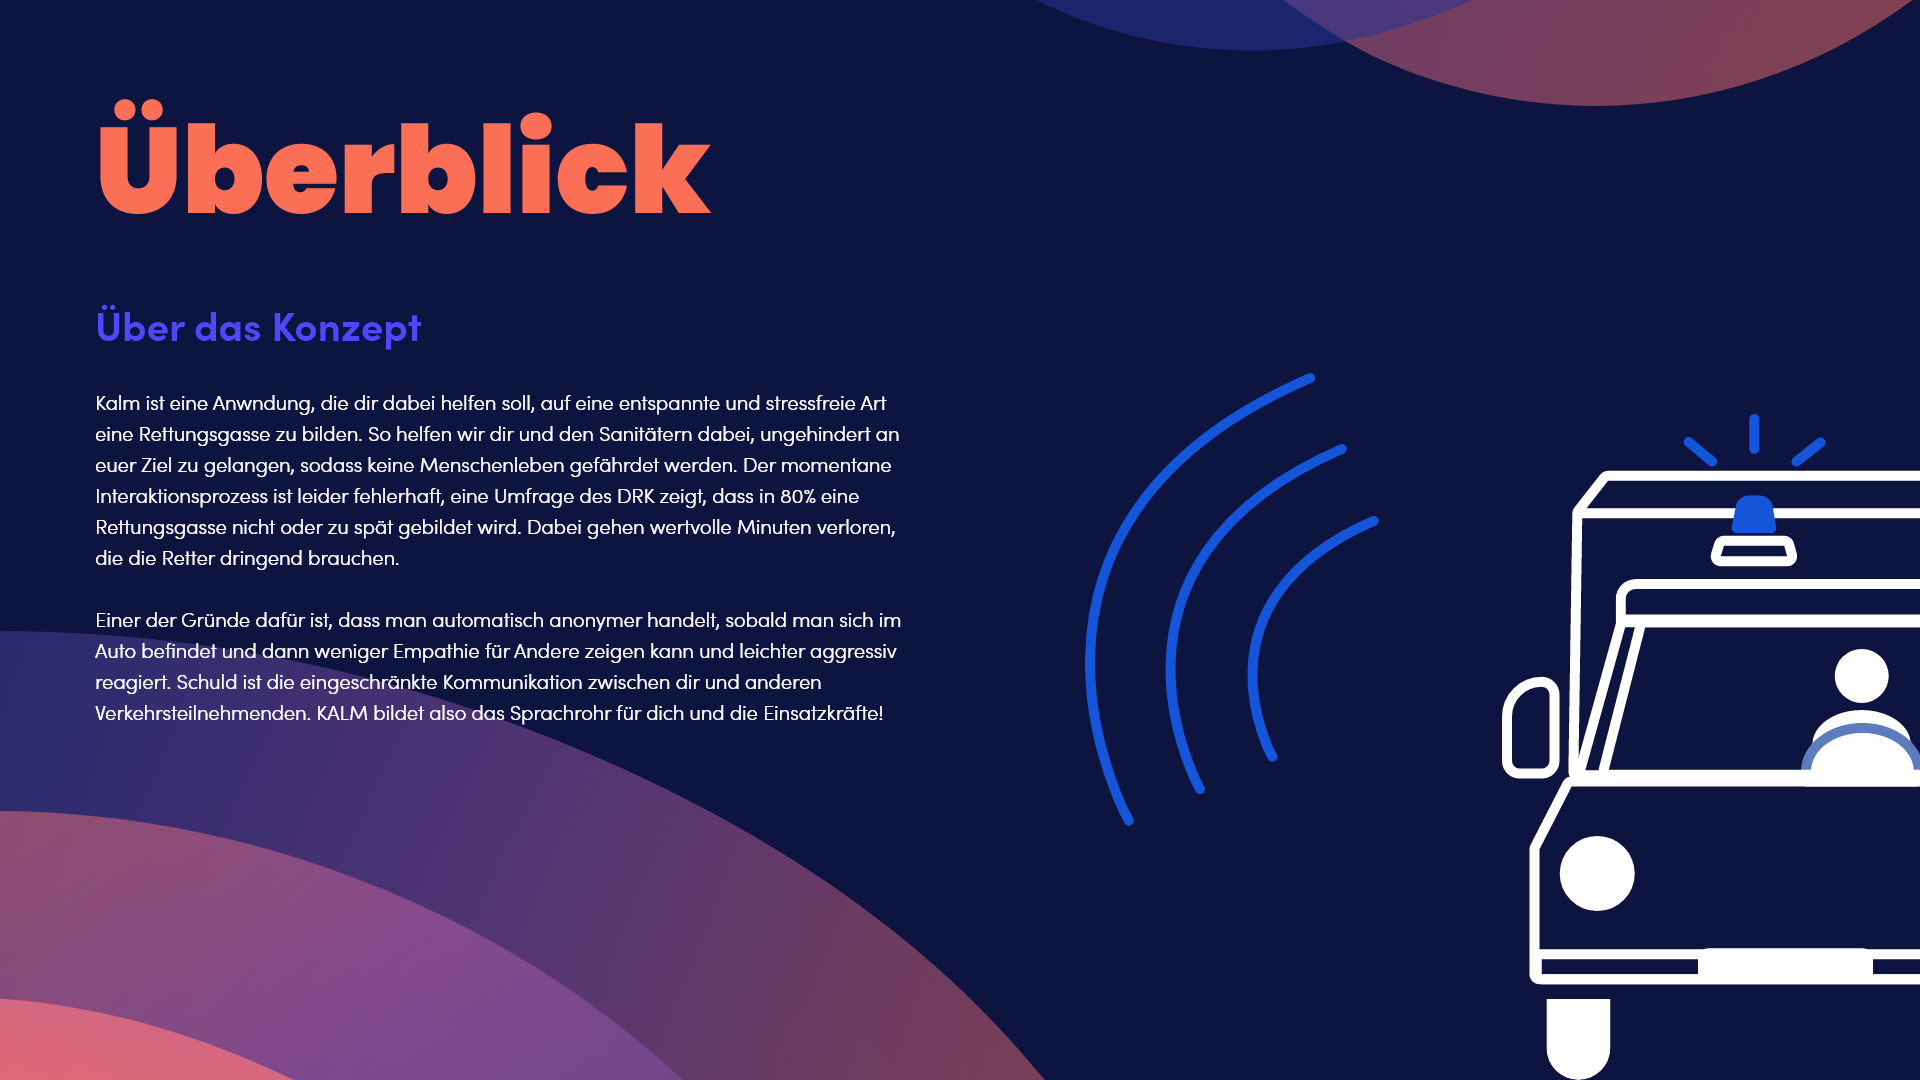 Überblick
Über das Konzept
Kalm ist eine Anwndung, die dir dabei helfen soll, auf eine entspannte und stressfreie Art
eine Rettungsgasse zu bilden. So helfen wir dir und den Sanitätern dabei, ungehindert an
euer Ziel zu gelangen, sodass keine Menschenleben gefährdet werden. Der momentane
Interaktionsprozess ist leider fehlerhaft, eine Umfrage des DRK zeigt, dass in 80% eine
Rettungsgasse nicht oder zu spät gebildet wird. Dabei gehen wertvolle Minuten verloren,
die die Retter dringend brauchen.
Einer der Gründe dafür ist, dass man automatisch anonymer handelt, sobald man sich im
Auto befindet und dann weniger Empathie für Andere zeigen kann und leichter aggressiv
reagiert. Schuld ist die eingeschränkte Kommunikation zwischen dir und anderen
Verkehrsteilnehmenden. KALM bildet also das Sprachrohr für dich und die Einsatzkräfte!